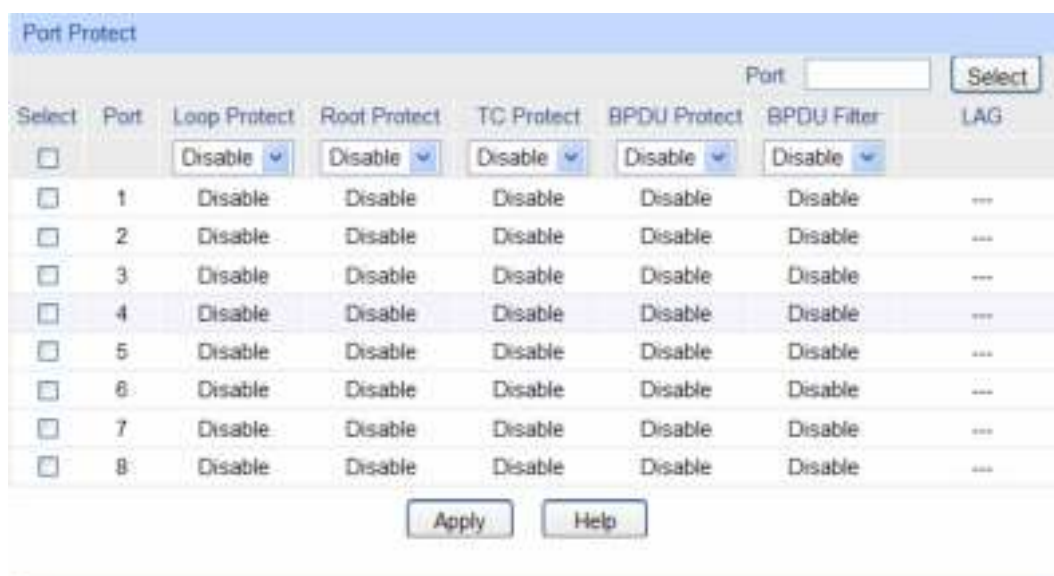 Port Protect
Port Select
Select Port Loop Protect Root Protect TC Protect BPDU Protect BPDU Filter LAG
Disable Disable Disable Disable Disable
1 Disable Disable Disable Disable Disable ---
2 Disable Disable Disable Disable Disable ---
3 Disable Disable Disable Disable Disable ---
4 Disable Disable Disable Disable Disable ---
5 Disable Disable Disable Disable Disable ---
6 Disable Disable Disable Disable Disable ---
7 Disable Disable Disable Disable Disable ---
8 Disable Disable Disable Disable Disable ---
Apply Help